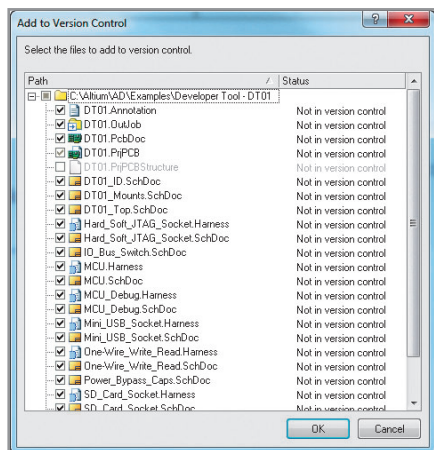 Add to Version Control
Select the files to add to version control.
Path / Status
C:\Altium\AD\Examples\Developer Tool - DT01
DT01.Annotation Not in version control
DT01.OutJob Not in version control
DT01.PcbDoc Not in version control
DT01.PrjPCB Not in version control
DT01.PrjPCBStructure
DT01_ID.SchDoc Not in version control
DT01_Mounts.SchDoc Not in version control
DT01_Top.SchDoc Not in version control
Hard_Soft_JTAG_Socket.Harness Not in version control
Hard_Soft_JTAG_Socket.SchDoc Not in version control
IO_Bus_Switch.SchDoc Not in version control
MCU.Harness Not in version control
MCU.SchDoc Not in version control
MCU_Debug.Harness Not in version control
MCU_Debug.SchDoc Not in version control
Mini_USB_Socket.Harness Not in version control
Mini_USB_Socket.SchDoc Not in version control
One-Wire_Write_Read.Harness Not in version control
One-Wire_Write_Read.SchDoc Not in version control
Power_Bypass_Caps.SchDoc Not in version control
SD_Card_Socket.Harness Not in version control
SD_Card_Socket.SchDoc Not in version control
OK Cancel